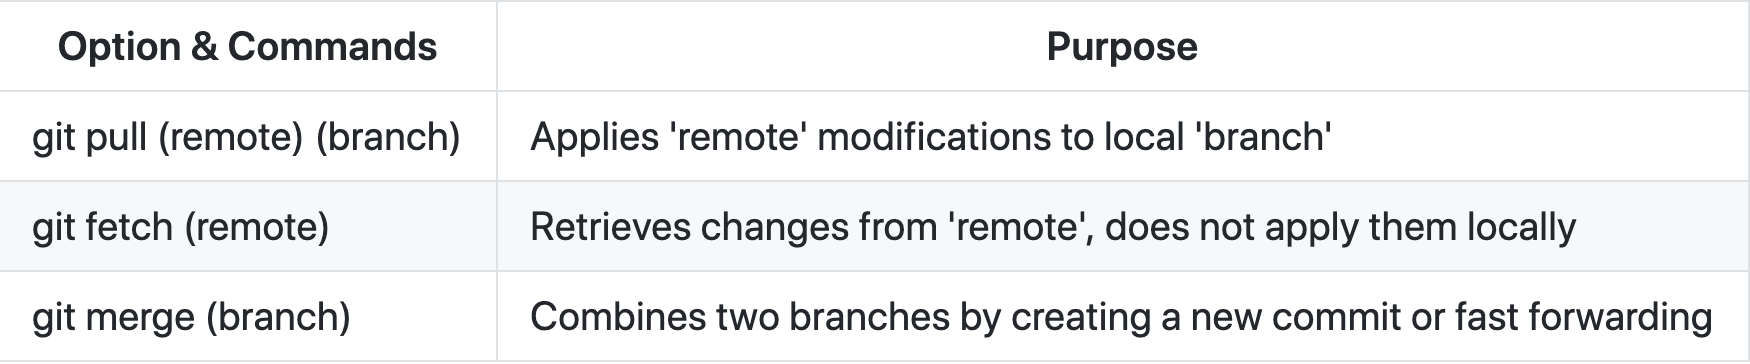 Option & Commands Purpose
git pull (remote) (branch) Applies 'remote' modifications to local 'branch'
git fetch (remote) Retrieves changes from 'remote', does not apply them locally
git merge (branch) Combines two branches by creating a new commit or fast forwarding